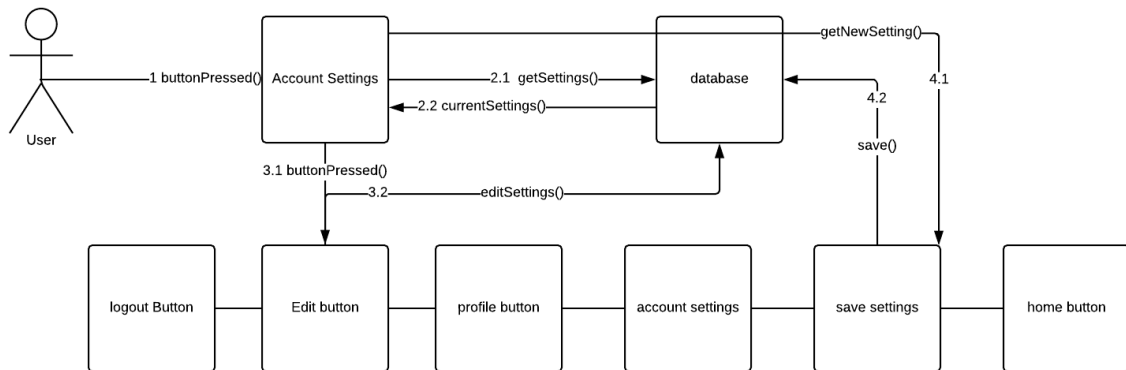 getNewSetting()
1 buttonPressed()
Account Settings
2.1 getSettings()
database
4.1
4.2
2.2 currentSettings()
User
save()
3.1 buttonPressed()
3.2
editSettings()
logout Button
Edit button
profile button
account settings
save settings
home button